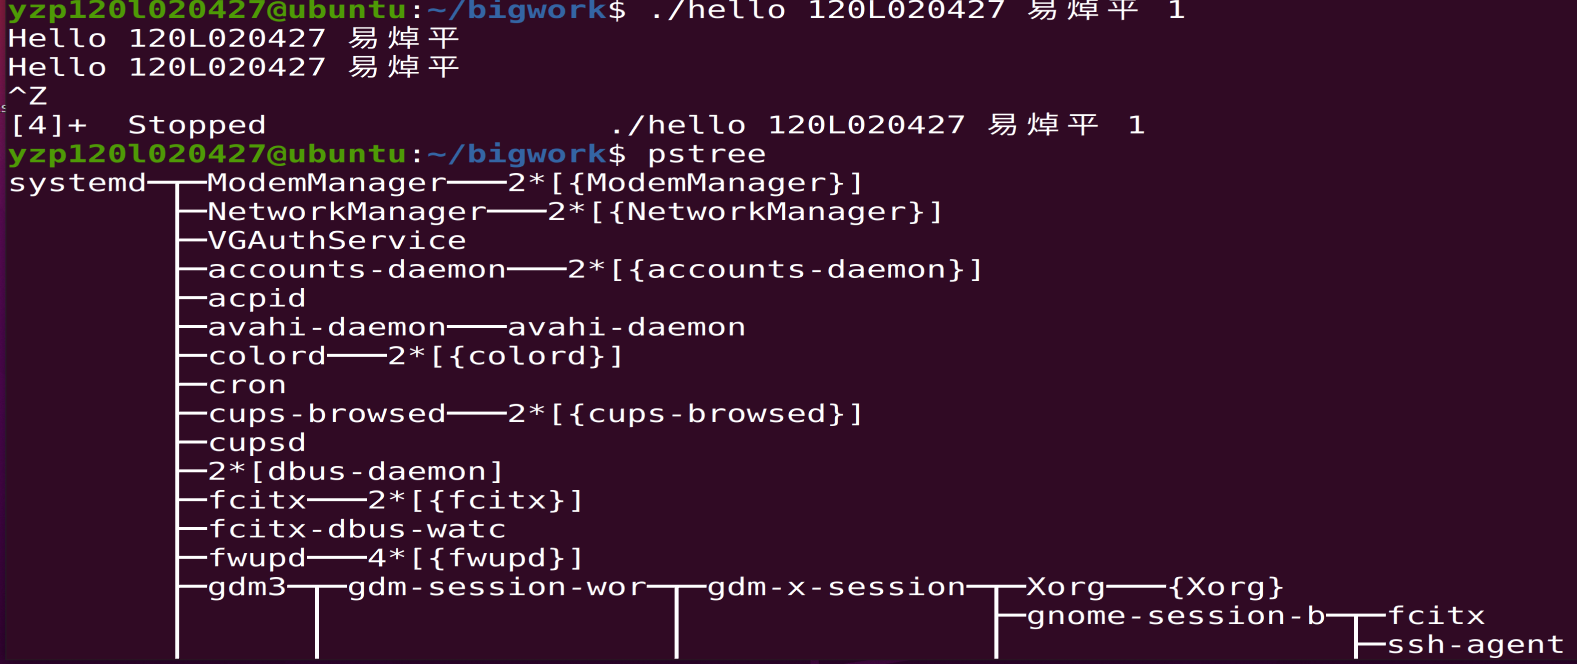 yzp120l020427@ubuntu:~/bigwork$ ./hello 120L020427 易焯平 1
Hello 120L020427 易焯平
Hello 120L020427 易焯平
^Z
[4]+  Stopped                 ./hello 120L020427 易焯平 1
yzp120l020427@ubuntu:~/bigwork$ pstree
systemd─┬─ModemManager───2*[{ModemManager}]
        ├─NetworkManager───2*[{NetworkManager}]
        ├─VGAuthService
        ├─accounts-daemon───2*[{accounts-daemon}]
        ├─acpid
        ├─avahi-daemon───avahi-daemon
        ├─colord───2*[{colord}]
        ├─cron
        ├─cups-browsed───2*[{cups-browsed}]
        ├─cupsd
        ├─2*[dbus-daemon]
        ├─fcitx───2*[{fcitx}]
        ├─fcitx-dbus-watc
        ├─fwupd───4*[{fwupd}]
        ├─gdm3─┬─gdm-session-wor─┬─gdm-x-session─┬─Xorg───{Xorg}
        │      │                 │               ├─gnome-session-b─┬─fcitx
        │      │                 │               │                 ├─ssh-agent